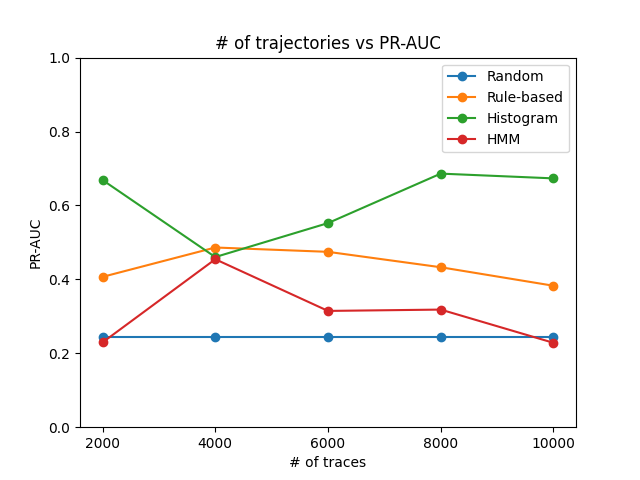 # of trajectories vs PR-AUC
1.0
0.8
0.6
0.4
0.2
0.0
PR-AUC
Random
Rule-based
Histogram
HMM
2000 4000 6000 8000 10000
# of traces